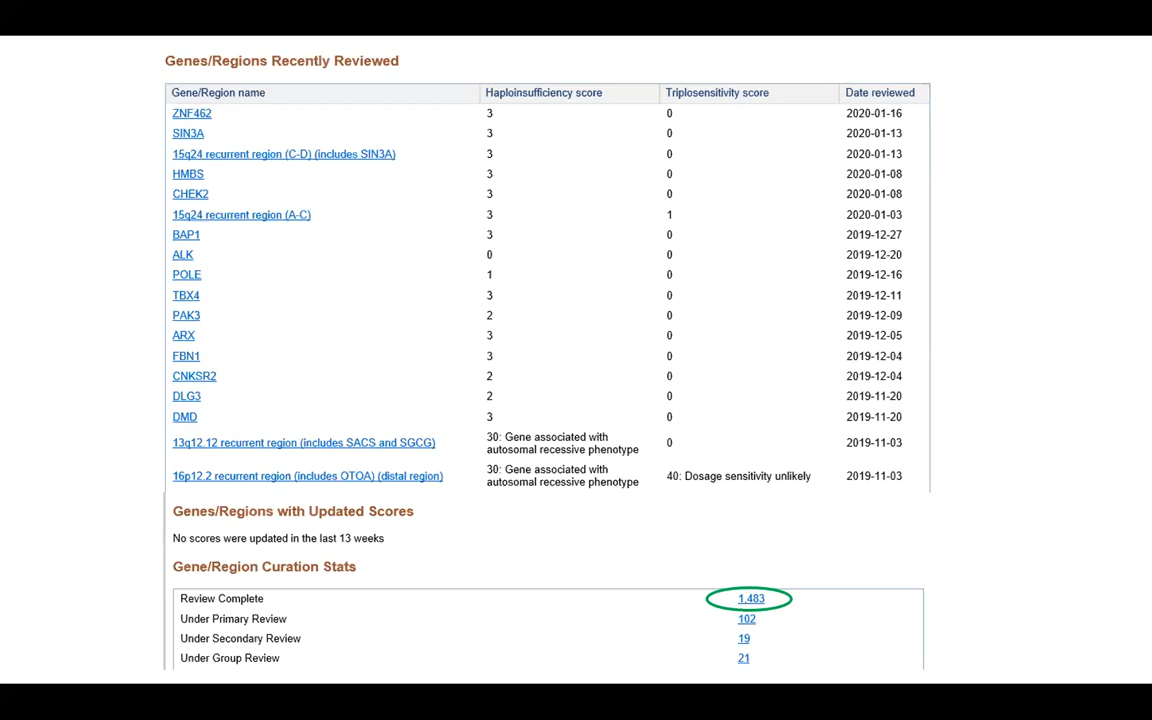 Genes/Regions Recently Reviewed
Gene/Region name Haploinsufficiency score Triplosensitivity score Date reviewed
ZNF462 3 0 2020-01-16
SIN3A 3 0 2020-01-13
15q24 recurrent region (C-D) (includes SIN3A) 3 0 2020-01-13
HMBS 3 0 2020-01-08
CHEK2 3 0 2020-01-08
15q24 recurrent region (A-C) 3 1 2020-01-03
BAP1 3 0 2019-12-27
ALK 0 0 2019-12-20
POLE 1 0 2019-12-16
TBX4 3 0 2019-12-11
PAK3 2 0 2019-12-09
ARX 3 0 2019-12-05
FBN1 3 0 2019-12-04
CNKSR2 2 0 2019-12-04
DLG3 2 0 2019-11-20
DMD 3 0 2019-11-20
13q12.12 recurrent region (includes SACS and SGCG) 30: Gene associated with
autosomal recessive phenotype 0 2019-11-03
16p12.2 recurrent region (includes OTOA) (distal region) 30: Gene associated with
autosomal recessive phenotype 40: Dosage sensitivity unlikely 2019-11-03
Genes/Regions with Updated Scores
No scores were updated in the last 13 weeks
Gene/Region Curation Stats
Review Complete 1,483
Under Primary Review 102
Under Secondary Review 19
Under Group Review 21